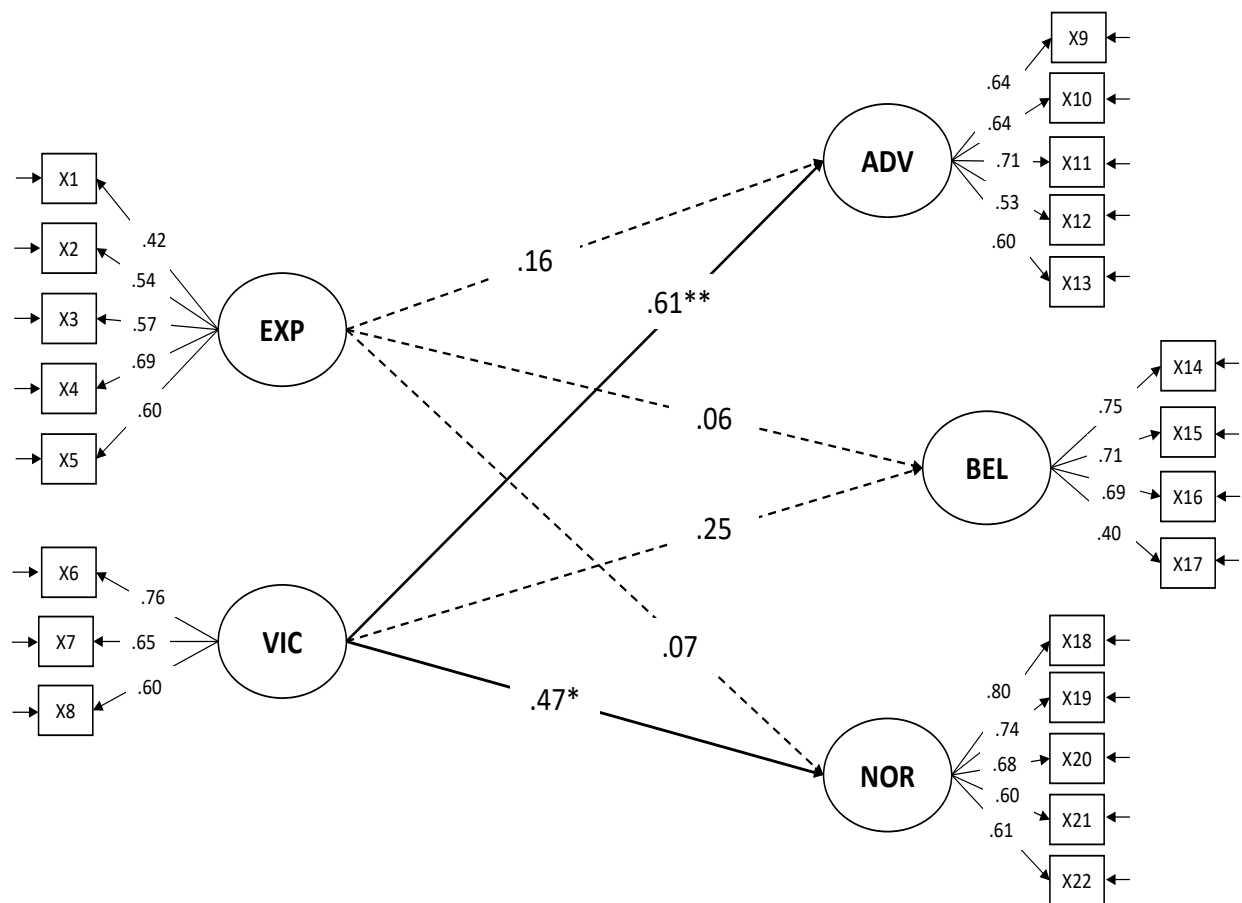 X1
X2
X3
X4
X5
.42
.54
.57
.69
.60
EXP
X6
X7
X8
.76
.65
.60
VIC
.16
.61**
.06
.25
.07
.47*
ADV
.64
.64
.71
.53
.60
X9
X10
X11
X12
X13
BEL
.75
.71
.69
.40
X14
X15
X16
X17
NOR
.80
.74
.68
.60
.61
X18
X19
X20
X21
X22